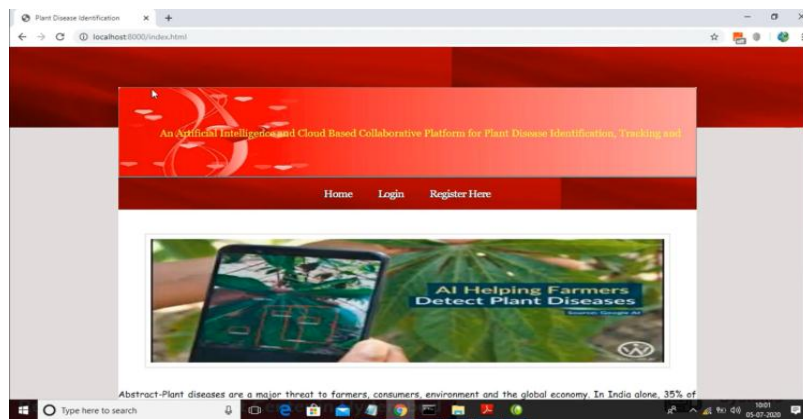 Plant Disease Identification
localhost:8000/index.html
An Artificial Intelligence and Cloud Based Collaborative Platform for Plant Disease Identification, Tracking and
Home Login Register Here
AI Helping Farmers
Detect Plant Diseases
Source: Google AI
Abstract-Plant diseases are a major threat to farmers, consumers, environment and the global economy. In India alone, 35% of
Type here to search
10:01
05-07-2020